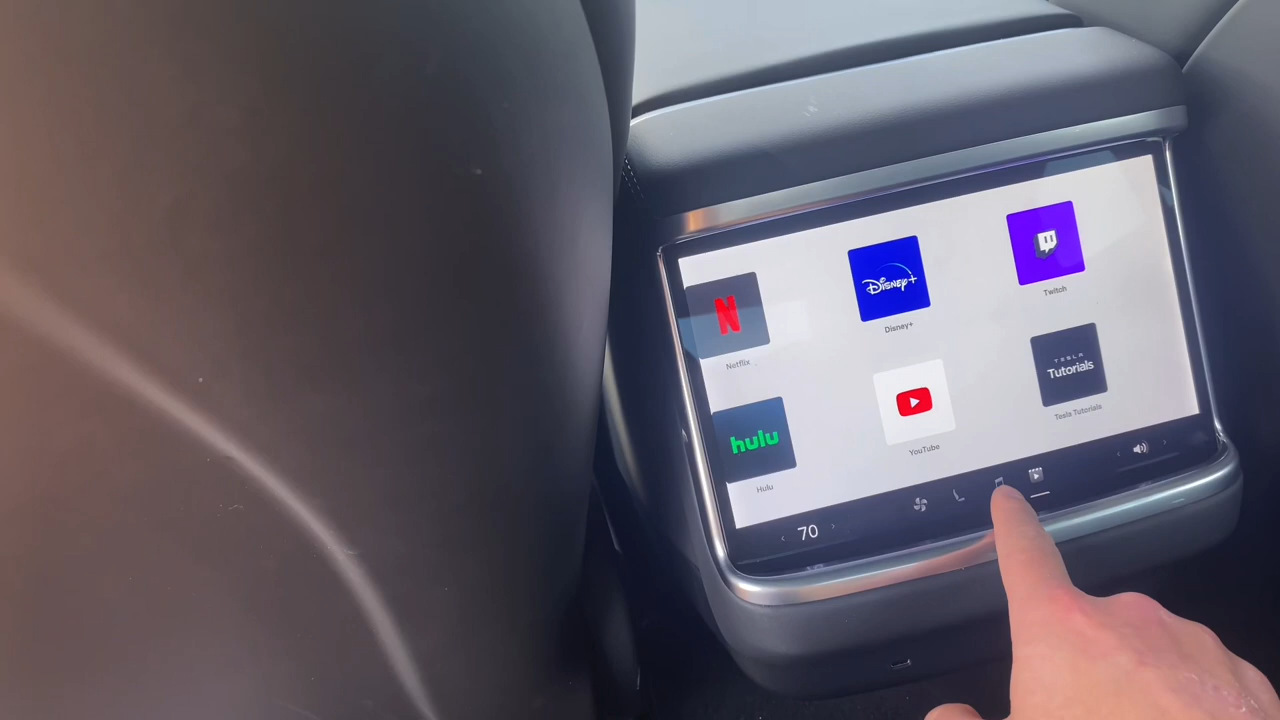 N
Netflix
Disney+
Disney+
Twitch
hulu
Hulu
YouTube
TESLA
Tutorials
Tesla Tutorials
70